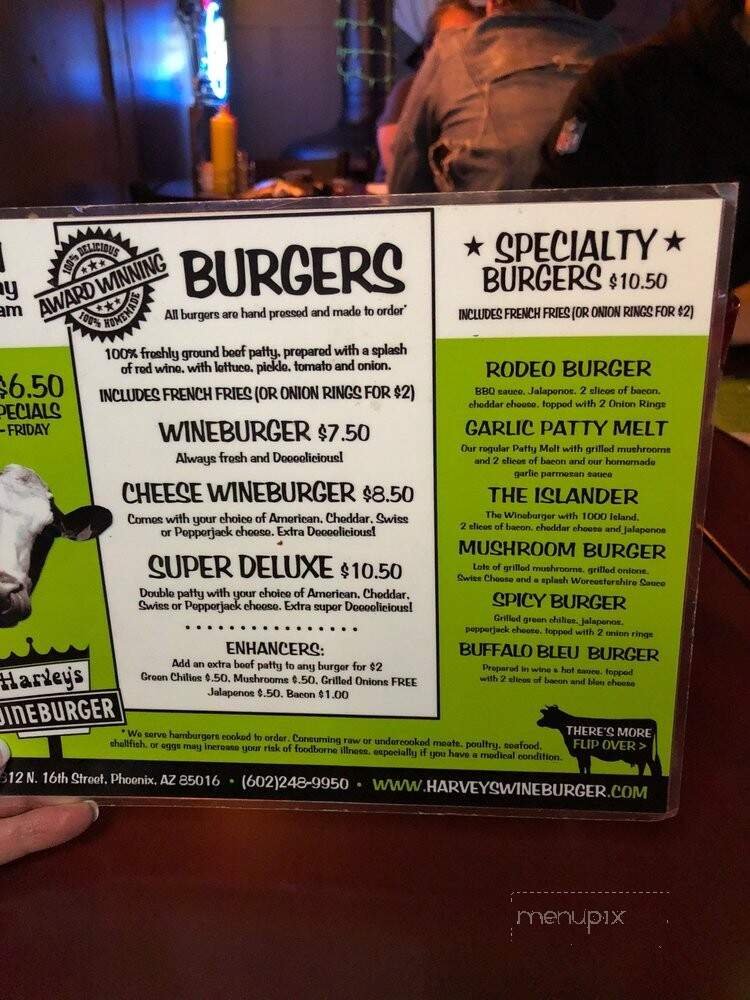 am
$6.50
- FRIDAY
100% DELICIOUS
AWARD WINNING
100% HOMEMADE
BURGERS
All burgers are hand pressed and made to order*
100% freshly ground beef patty, prepared with a splash
of red wine, with lettuce, pickle, tomato and onion.
INCLUDES FRENCH FRIES (OR ONION RINGS FOR $2)
WINEBURGER $7.50
Always fresh and Deeeelicious!
CHEESE WINEBURGER $8.50
Comes with your choice of American, Cheddar, Swiss
or Pepperjack cheese. Extra Deeeelicious!
SUPER DELUXE $10.50
Double patty with your choice of American, Cheddar,
Swiss or Pepperjack cheese. Extra super Deeeelicious!
ENHANCERS:
Add an extra beef patty to any burger for $2
Green Chilies $.50, Mushrooms $.50, Grilled Onions FREE
Jalapenos $.50, Bacon $1.00
★ SPECIALTY ★
BURGERS $10.50
INCLUDES FRENCH FRIES (OR ONION RINGS FOR $2)
RODEO BURGER
BBQ sauce, Jalapenos, 2 slices of bacon,
cheddar cheese, topped with 2 Onion Rings
GARLIC PATTY MELT
Our regular Patty Melt with grilled mushrooms
and 2 slices of bacon and our homemade
garlic parmesan sauce
THE ISLANDER
The Wineburger with 1000 Island,
2 slices of bacon, cheddar cheese and jalapenos
MUSHROOM BURGER
Lots of grilled mushrooms, grilled onions,
Swiss Cheese and a splash Worcestershire Sauce
SPICY BURGER
Grilled green chilies, jalapenos,
pepperjack cheese, topped with 2 onion rings
BUFFALO BLEU BURGER
Prepared in wine & hot sauce, topped
with 2 slices of bacon and bleu cheese
Harvey's
WINEBURGER
* We serve hamburgers cooked to order. Consuming raw or undercooked meats, poultry, seafood,
shellfish, or eggs may increase your risk of foodborne illness, especially if you have a medical condition.
THERE'S MORE
FLIP OVER >
12 N. 16th Street, Phoenix, AZ 85016 • (602)248-9950 • WWW.HARVEYSWINEBURGER.COM
menupix